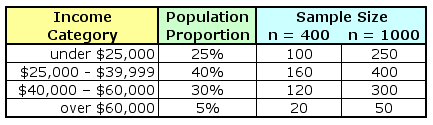 Income Population Sample Size
Category Proportion n = 400 n = 1000
under $25,000 25% 100 250
$25,000 – $39,999 40% 160 400
$40,000 – $60,000 30% 120 300
over $60,000 5% 20 50